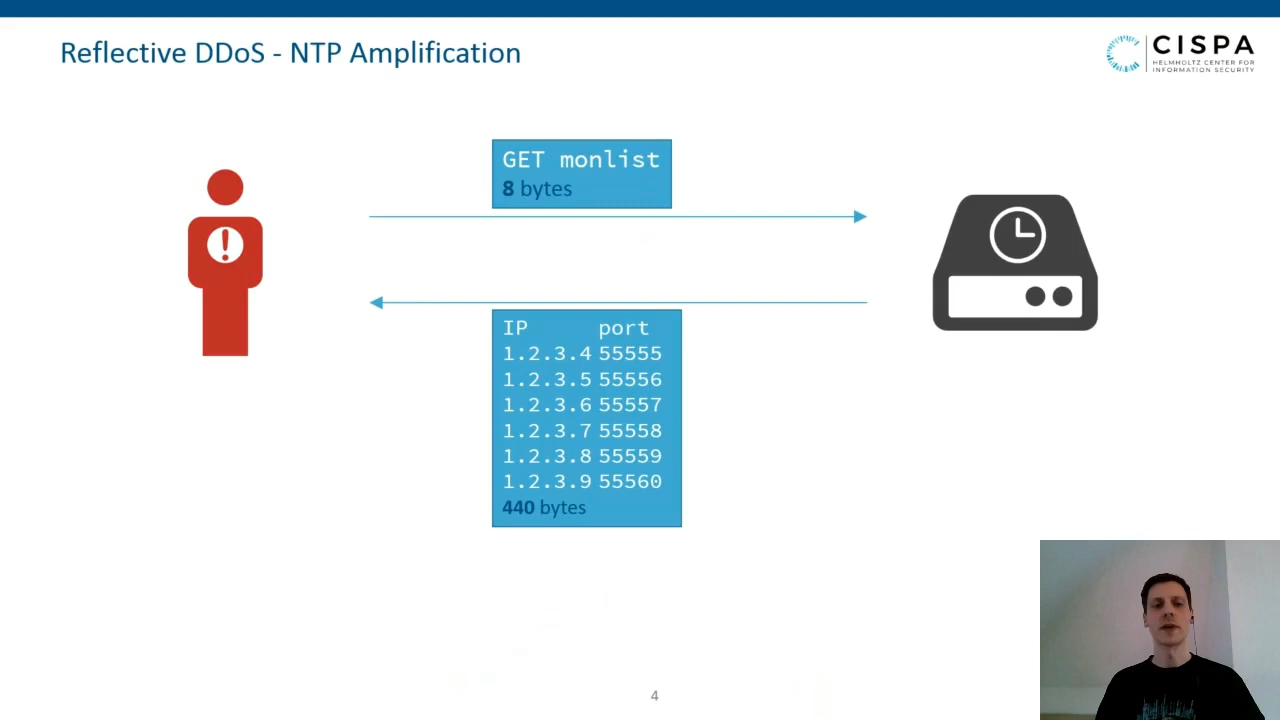 Reflective DDoS - NTP Amplification
CISPA
HELMHOLTZ CENTER FOR
INFORMATION SECURITY
GET monlist
8 bytes
IP port
1.2.3.4 55555
1.2.3.5 55556
1.2.3.6 55557
1.2.3.7 55558
1.2.3.8 55559
1.2.3.9 55560
440 bytes
4